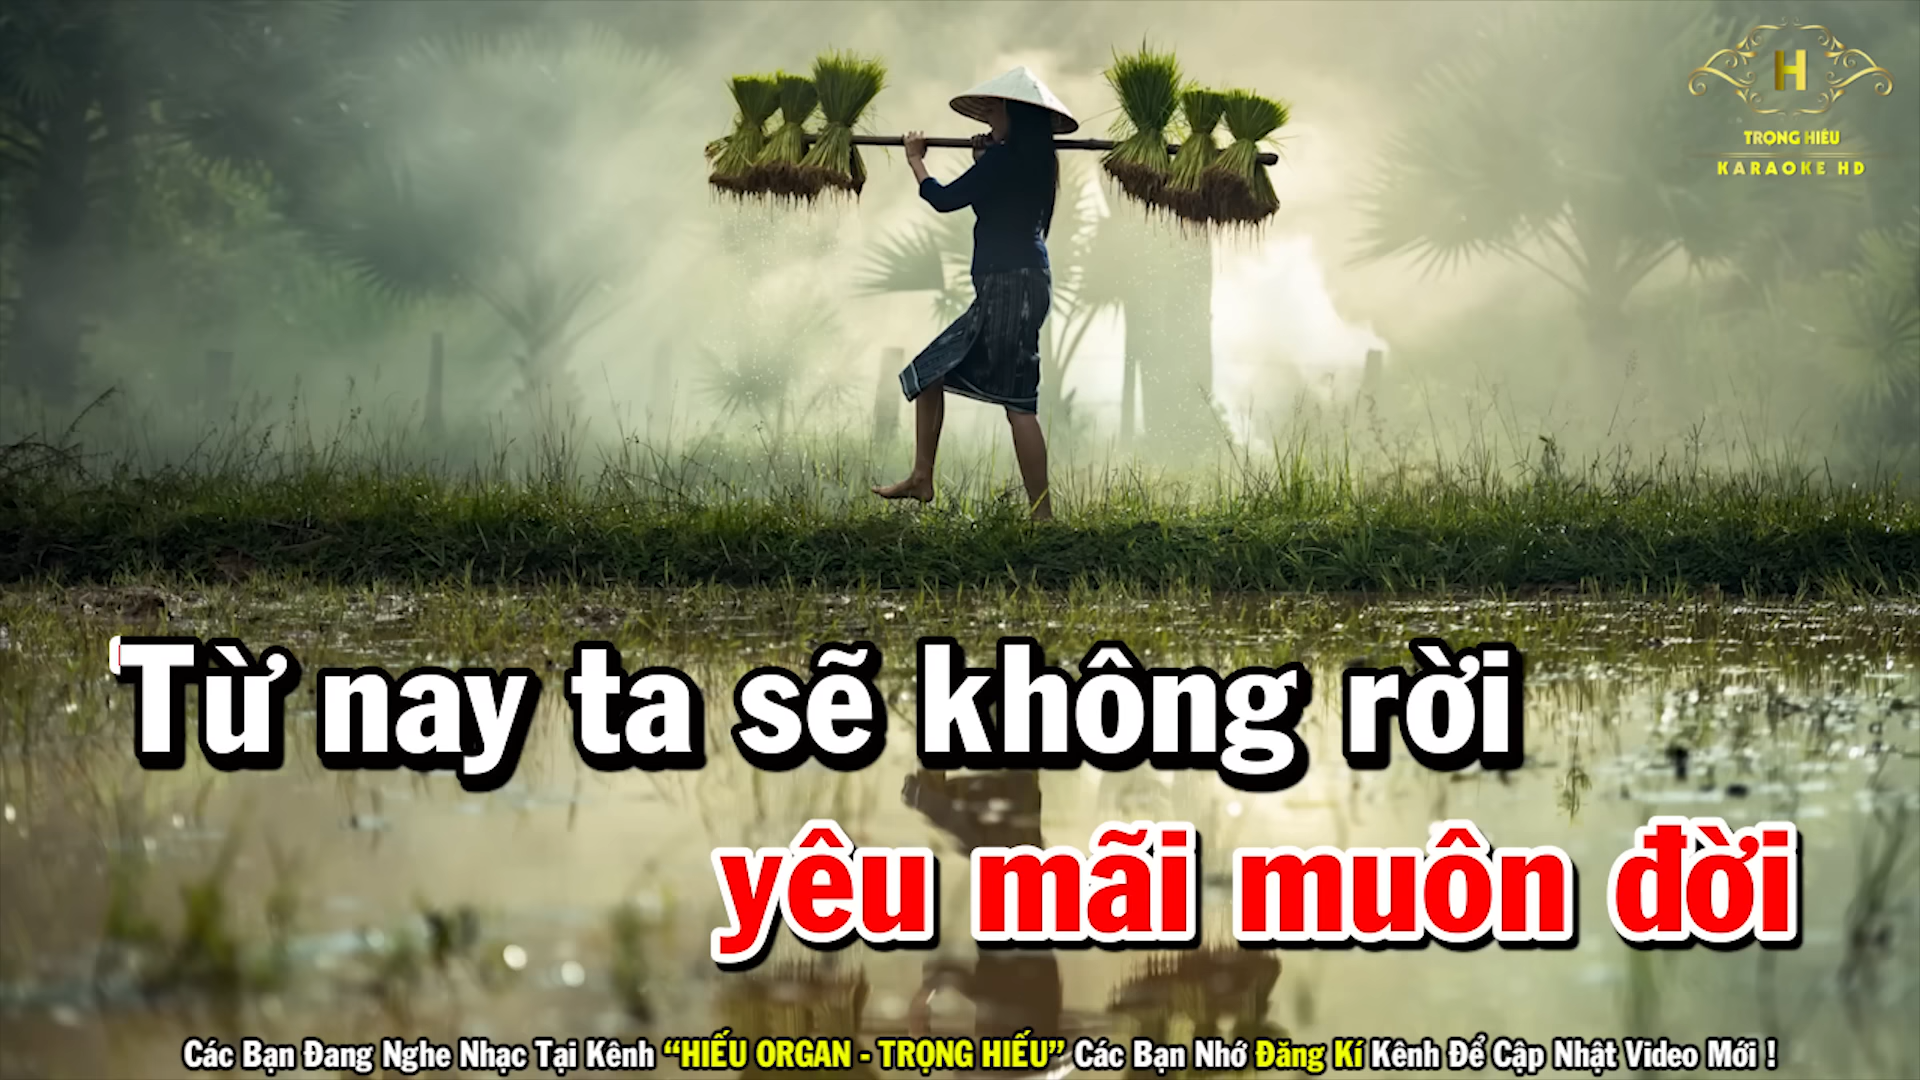 H
TRỌNG HIẾU
KARAOKE HD
Từ nay ta sẽ không rời
yêu mãi muôn đời
Các Bạn Đang Nghe Nhạc Tại Kênh “HIẾU ORGAN - TRỌNG HIẾU” Các Bạn Nhớ Đăng Kí Kênh Để Cập Nhật Video Mới !